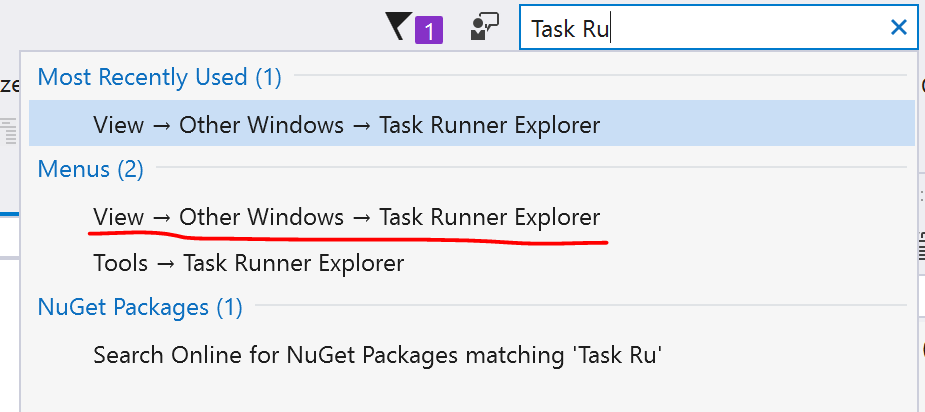 1
Task Ru
Most Recently Used (1)
ze
View → Other Windows → Task Runner Explorer
Menus (2)
View → Other Windows → Task Runner Explorer
Tools → Task Runner Explorer
NuGet Packages (1)
Search Online for NuGet Packages matching 'Task Ru'